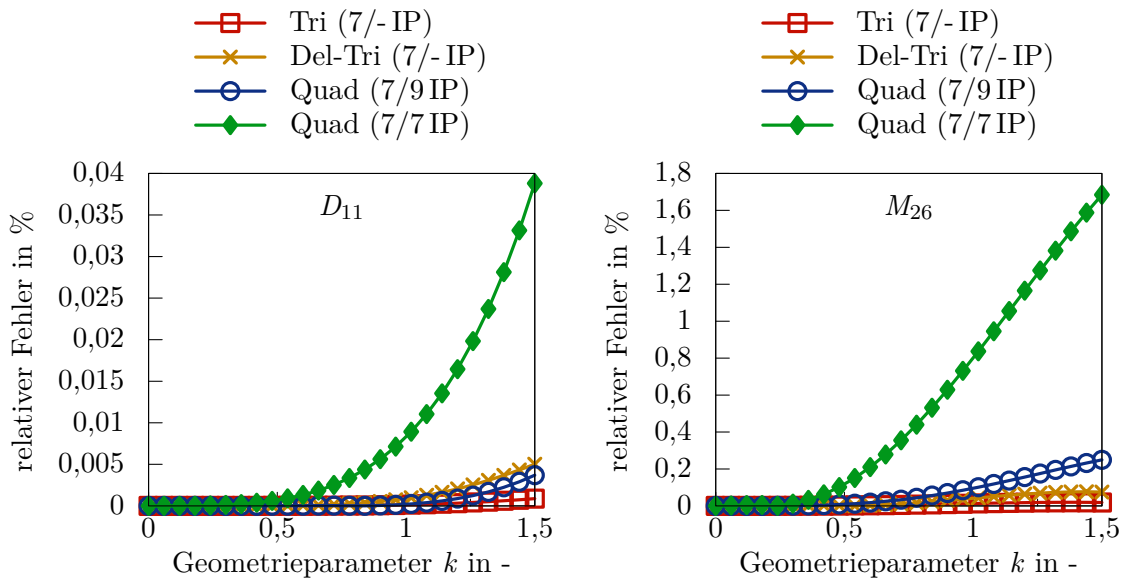 Tri (7/- IP)
Del-Tri (7/- IP)
Quad (7/9 IP)
Quad (7/7 IP)
0,04
0,035
0,03
0,025
0,02
0,015
0,01
0,005
0
D11
relativer Fehler in %
0 0,5 1 1,5
Geometrieparameter k in -
Tri (7/- IP)
Del-Tri (7/- IP)
Quad (7/9 IP)
Quad (7/7 IP)
1,8
1,6
1,4
1,2
1
0,8
0,6
0,4
0,2
0
M26
relativer Fehler in %
0 0,5 1 1,5
Geometrieparameter k in -